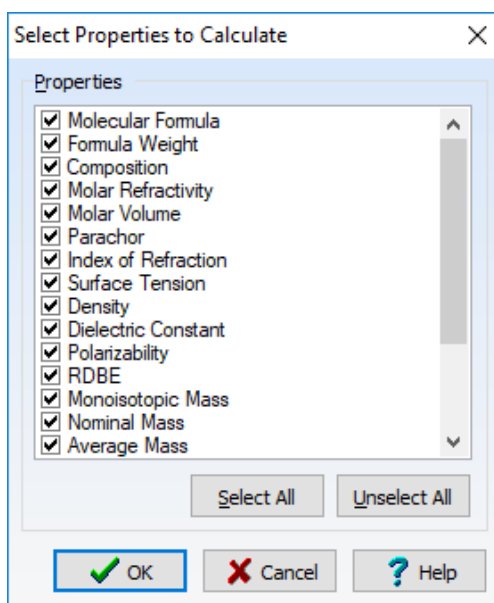 Select Properties to Calculate
Properties
Molecular Formula
Formula Weight
Composition
Molar Refractivity
Molar Volume
Parachor
Index of Refraction
Surface Tension
Density
Dielectric Constant
Polarizability
RDBE
Monoisotopic Mass
Nominal Mass
Average Mass
Select All Unselect All
OK Cancel Help